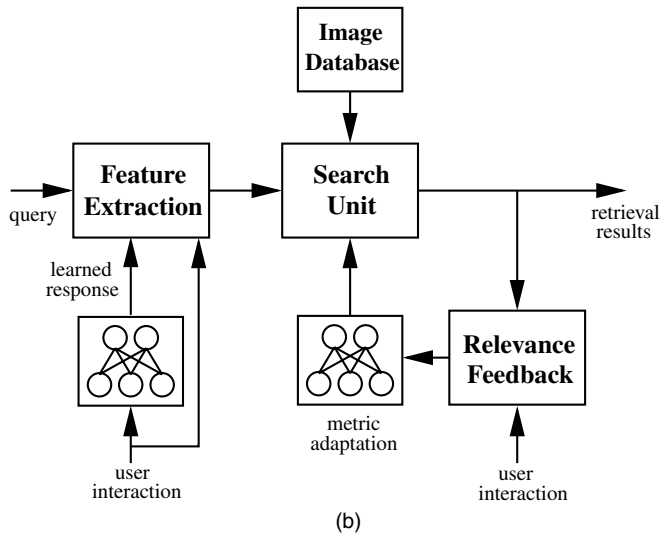 Image
Database
Feature
Extraction
Search
Unit
query
retrieval
results
learned
response
Relevance
Feedback
metric
adaptation
user
interaction
user
interaction
(b)